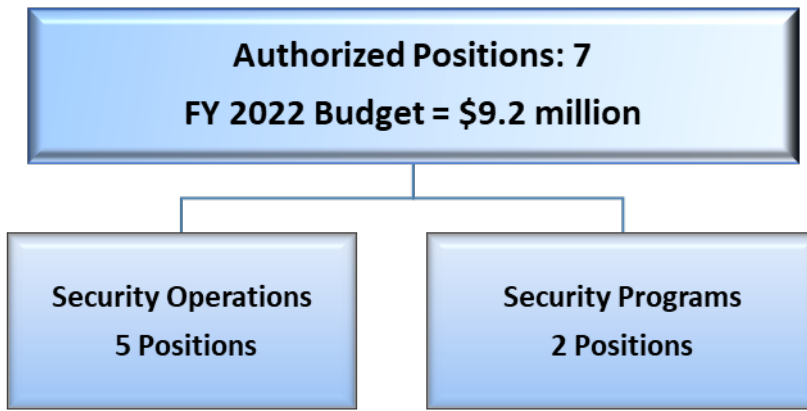 Authorized Positions: 7
FY 2022 Budget = $9.2 million
Security Operations
5 Positions
Security Programs
2 Positions